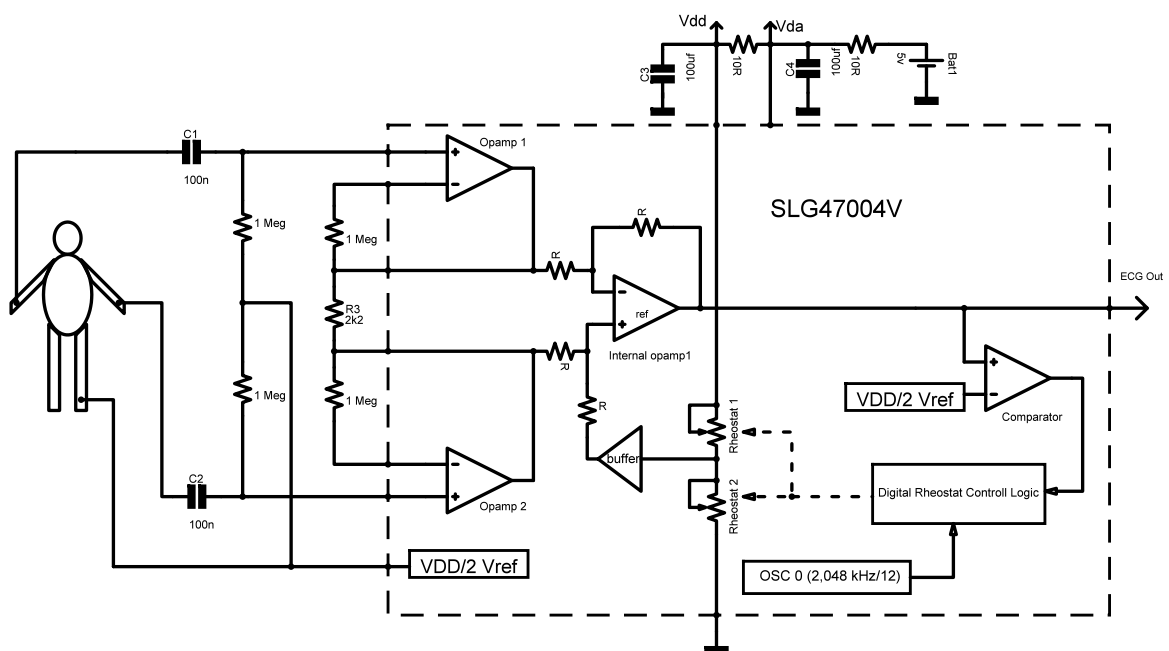 Vdd
Vda
10R
10R
C3
100uf
C4
100uf
5v
Bat1
C1
100n
Opamp 1
SLG47004V
1 Meg
1 Meg
R
R
ECG Out
R3
2k2
ref
Internal opamp1
R
VDD/2 Vref
Comparator
1 Meg
1 Meg
R
Rheostat 1
buffer
C2
100n
Opamp 2
Rheostat 2
Digital Rheostat Controll Logic
VDD/2 Vref
OSC 0 (2,048 kHz/12)